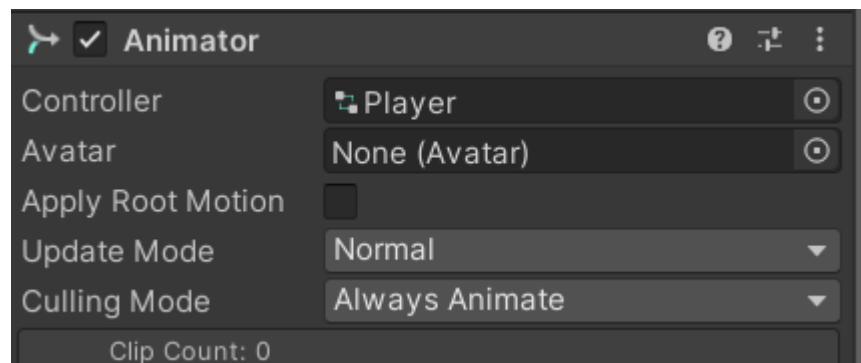 Animator
Controller Player
Avatar None (Avatar)
Apply Root Motion
Update Mode Normal
Culling Mode Always Animate
Clip Count: 0